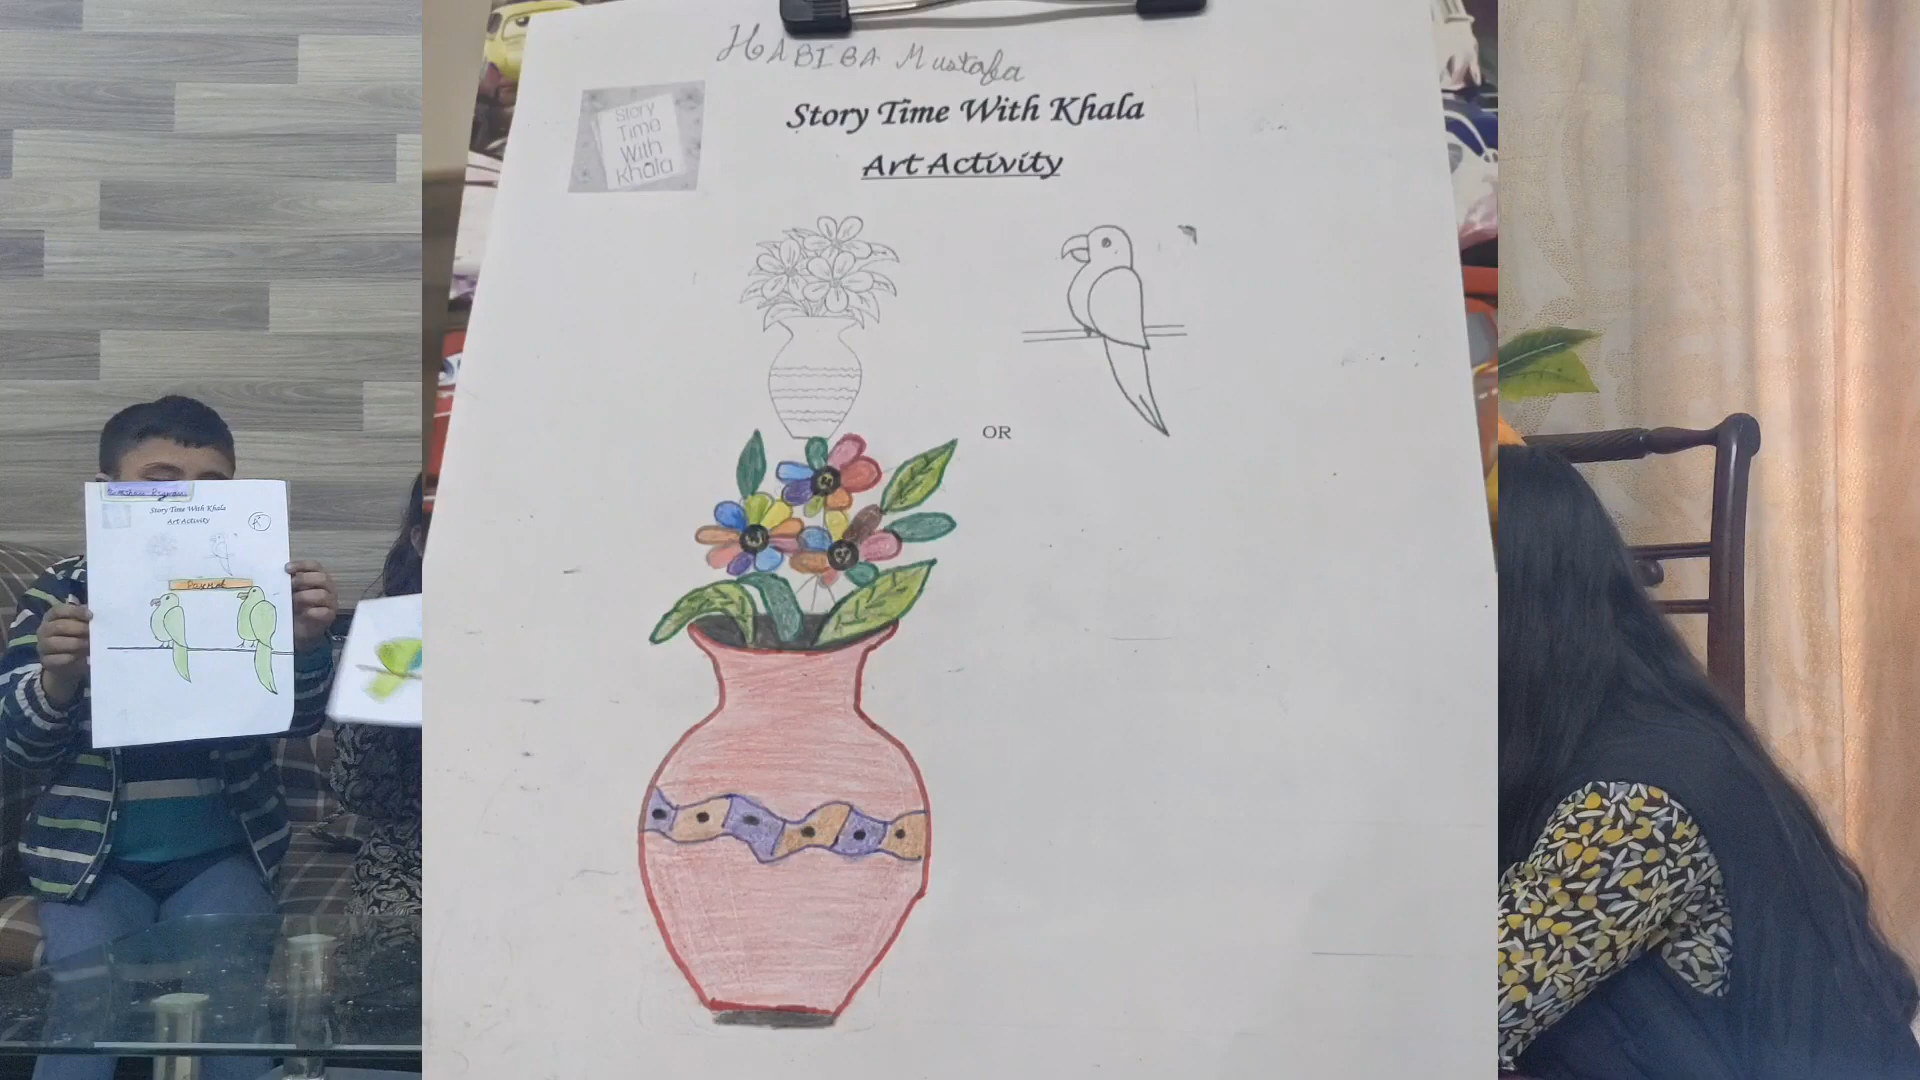 HABIBA Mustafa
Story
Time
With
Khala
Story Time With Khala
Art Activity
OR
Story Time With Khala
Art Activity